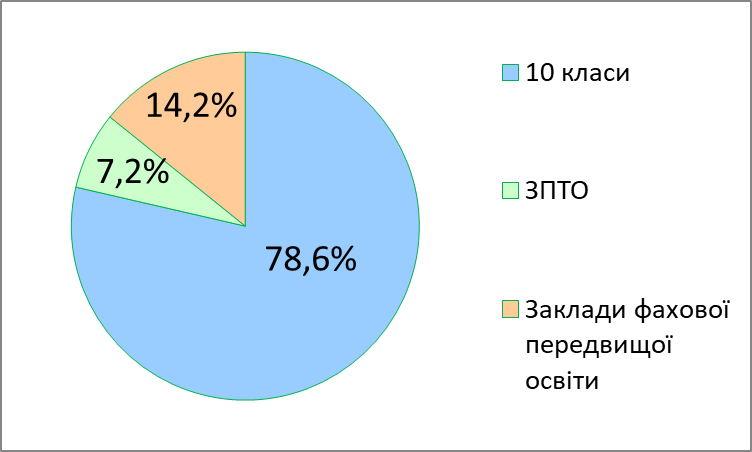 14,2%
7,2%
78,6%
10 класи
ЗПТО
Заклади фахової
передвищої
освіти